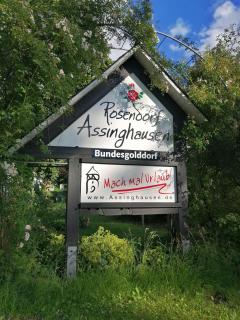 Rosendorf
Assinghausen
Bundesgolddorf
Mach mal Urlaub
www.Assinghausen.de